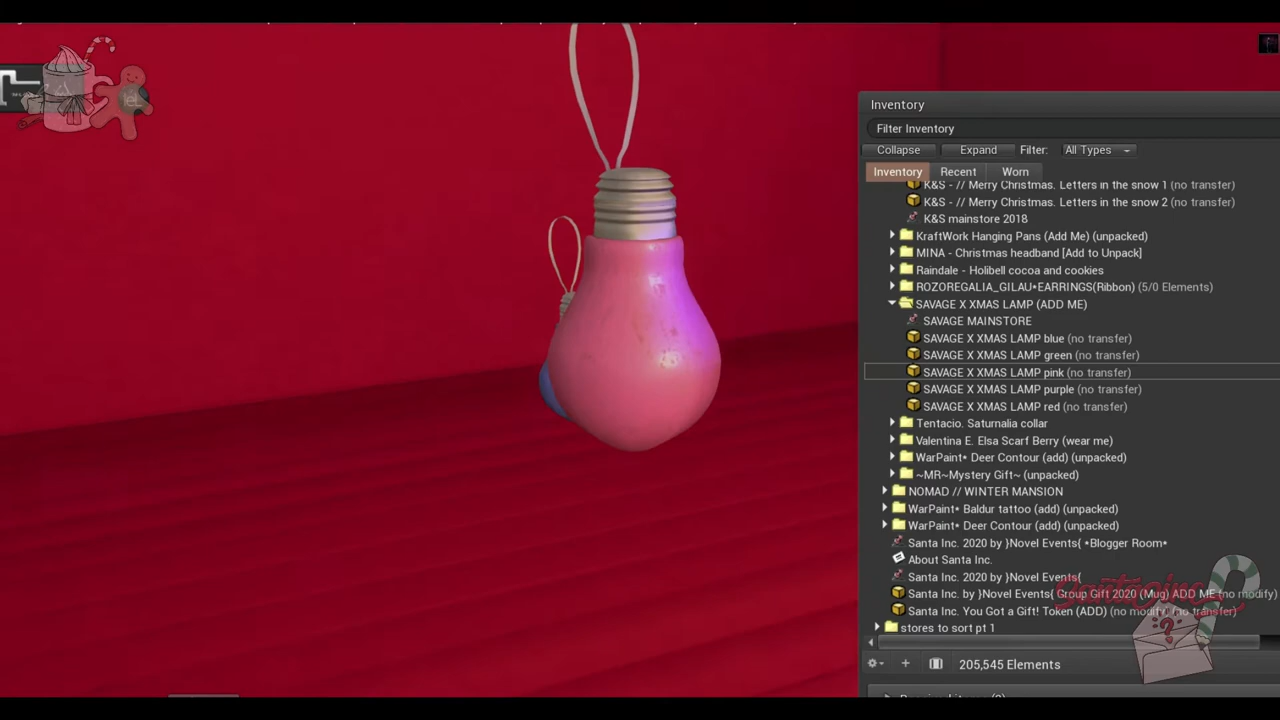 Inventory
Filter Inventory
Collapse Expand Filter: All Types
Inventory Recent Worn
K&S - // Merry Christmas. Letters in the snow 1 (no transfer)
K&S - // Merry Christmas. Letters in the snow 2 (no transfer)
K&S mainstore 2018
KraftWork Hanging Pans (Add Me) (unpacked)
MINA - Christmas headband [Add to Unpack]
Raindale - Holibell cocoa and cookies
ROZOREGALIA_GILAU*EARRINGS(Ribbon) (5/0 Elements)
SAVAGE X XMAS LAMP (ADD ME)
SAVAGE MAINSTORE
SAVAGE X XMAS LAMP blue (no transfer)
SAVAGE X XMAS LAMP green (no transfer)
SAVAGE X XMAS LAMP pink (no transfer)
SAVAGE X XMAS LAMP purple (no transfer)
SAVAGE X XMAS LAMP red (no transfer)
Tentacio. Saturnalia collar
Valentina E. Elsa Scarf Berry (wear me)
WarPaint* Deer Contour (add) (unpacked)
~MR~Mystery Gift~ (unpacked)
NOMAD // WINTER MANSION
WarPaint* Baldur tattoo (add) (unpacked)
WarPaint* Deer Contour (add) (unpacked)
Santa Inc. 2020 by }Novel Events{ *Blogger Room*
About Santa Inc.
Santa Inc. 2020 by }Novel Events{
Santa Inc. by }Novel Events{ Group Gift 2020 (Mug) ADD ME (no modify)
Santa Inc. You Got a Gift! Token (ADD) (no modify) (no transfer)
stores to sort pt 1
205,545 Elements